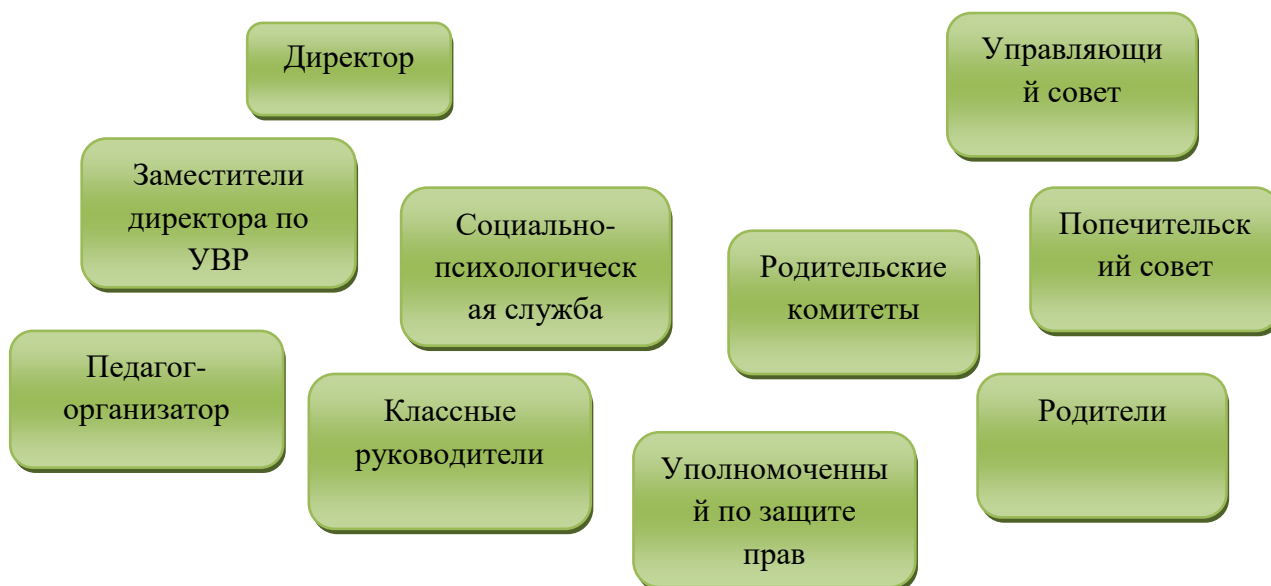 Директор
Управляющи
й совет
Заместители
директора по
УВР
Социально-
психологическ
ая служба
Родительские
комитеты
Попечительск
ий совет
Педагог-
организатор
Классные
руководители
Уполномоченны
й по защите
прав
Родители